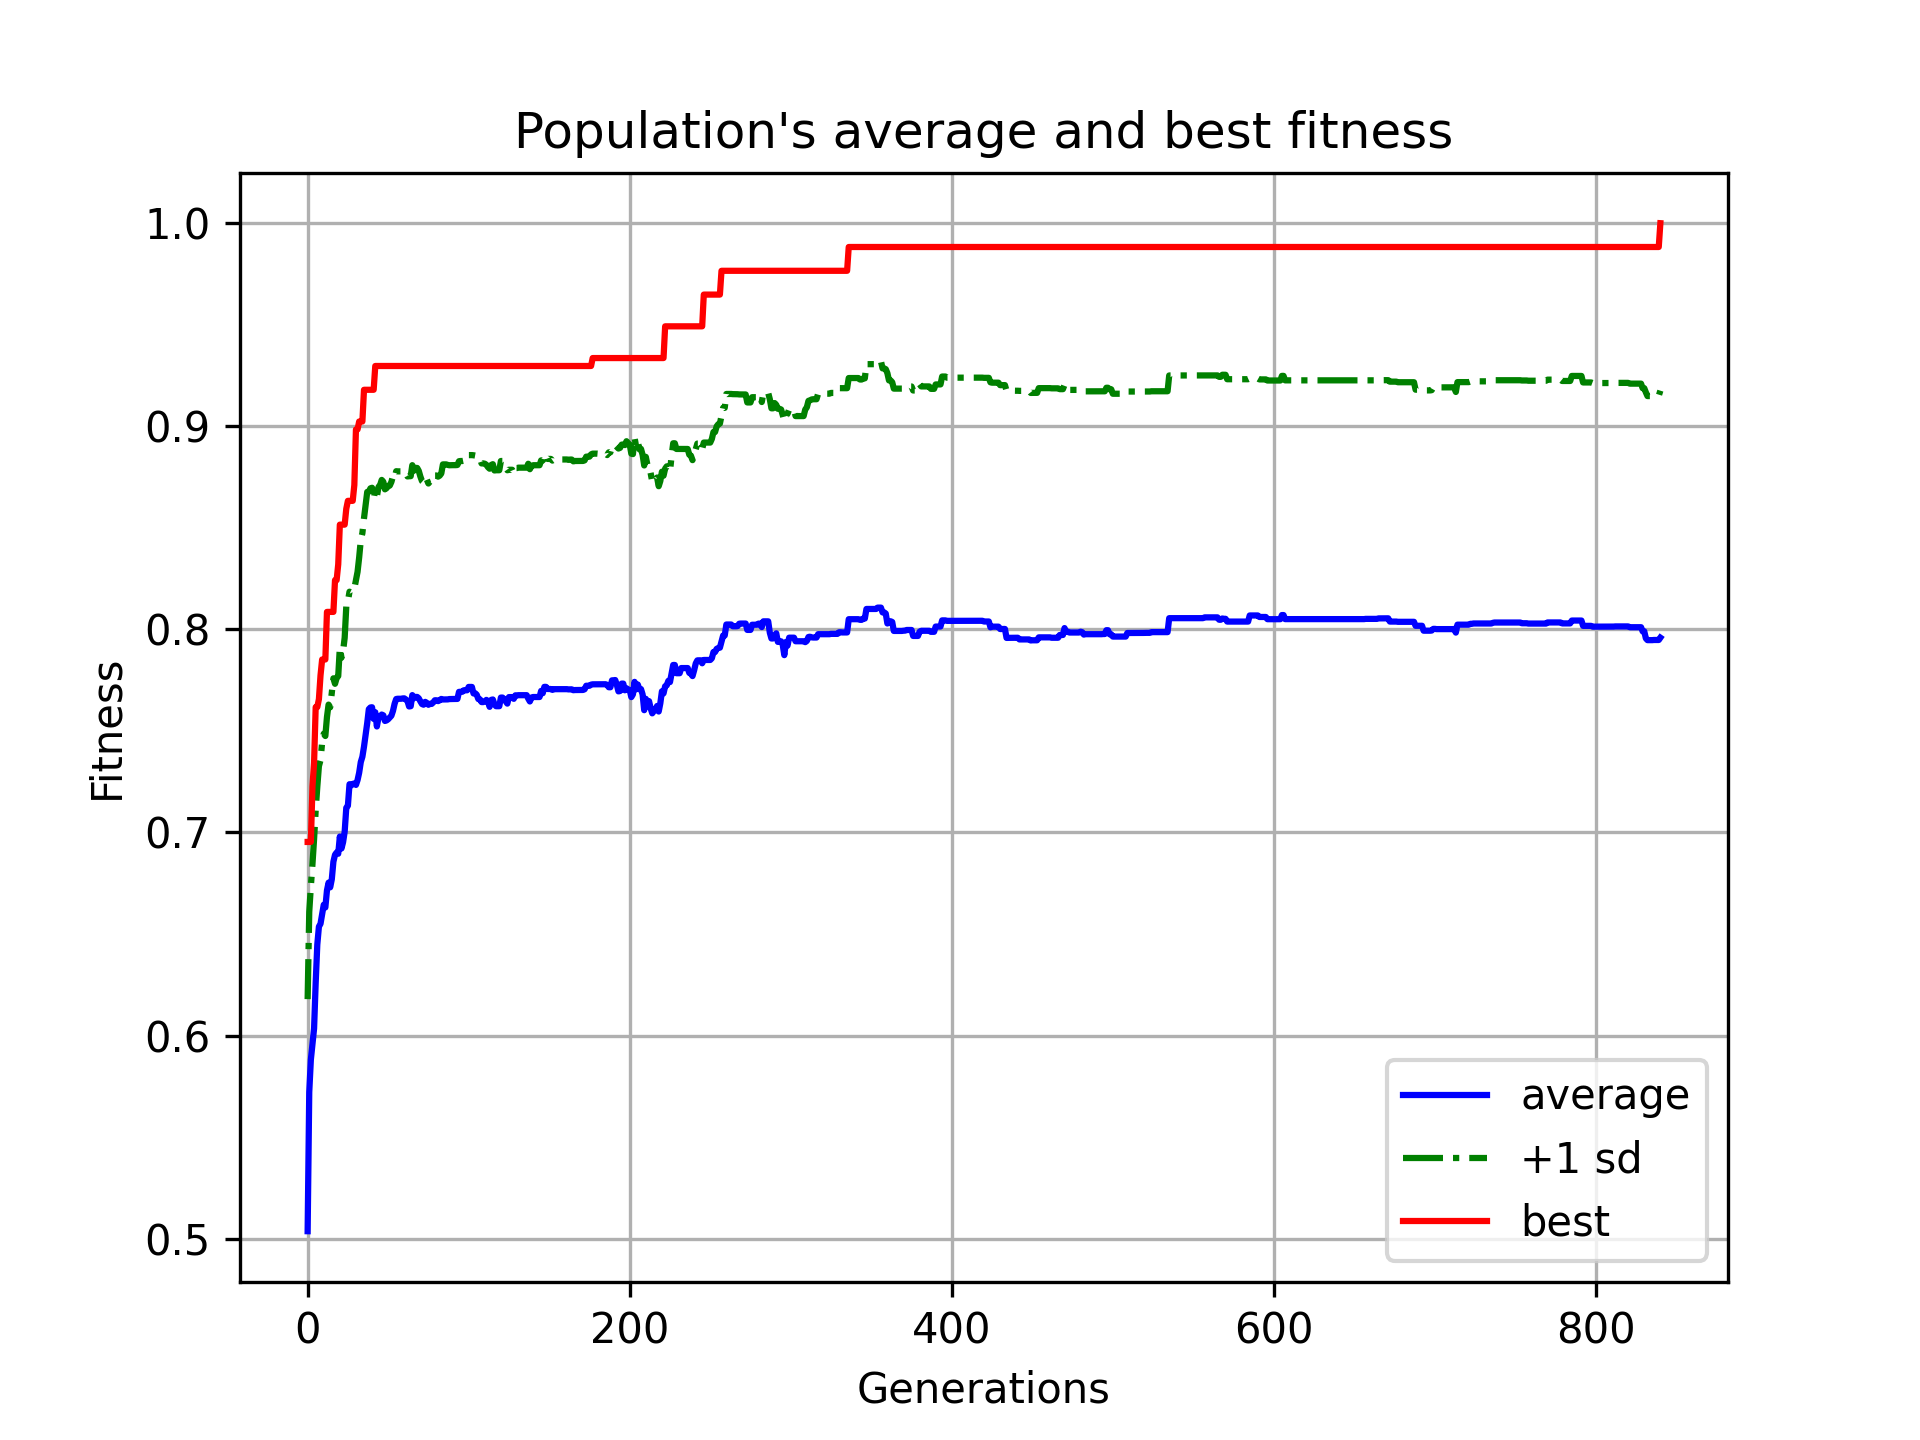 Population's average and best fitness
1.0
0.9
0.8
0.7
0.6
0.5
Fitness
0 200 400 600 800
Generations
average
+1 sd
best